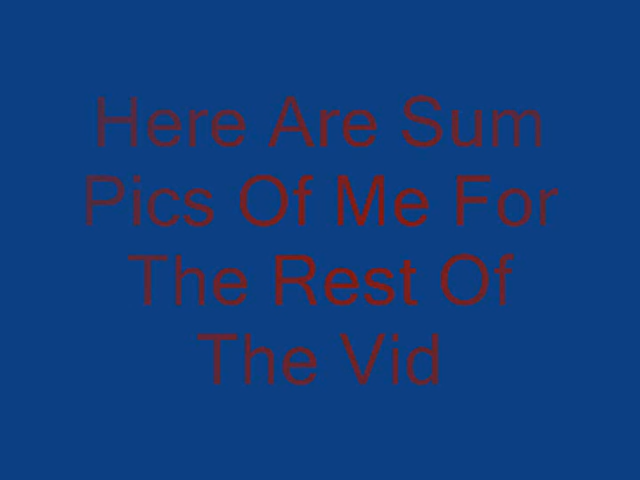 Here Are Sum
Pics Of Me For
The Rest Of
The Vid